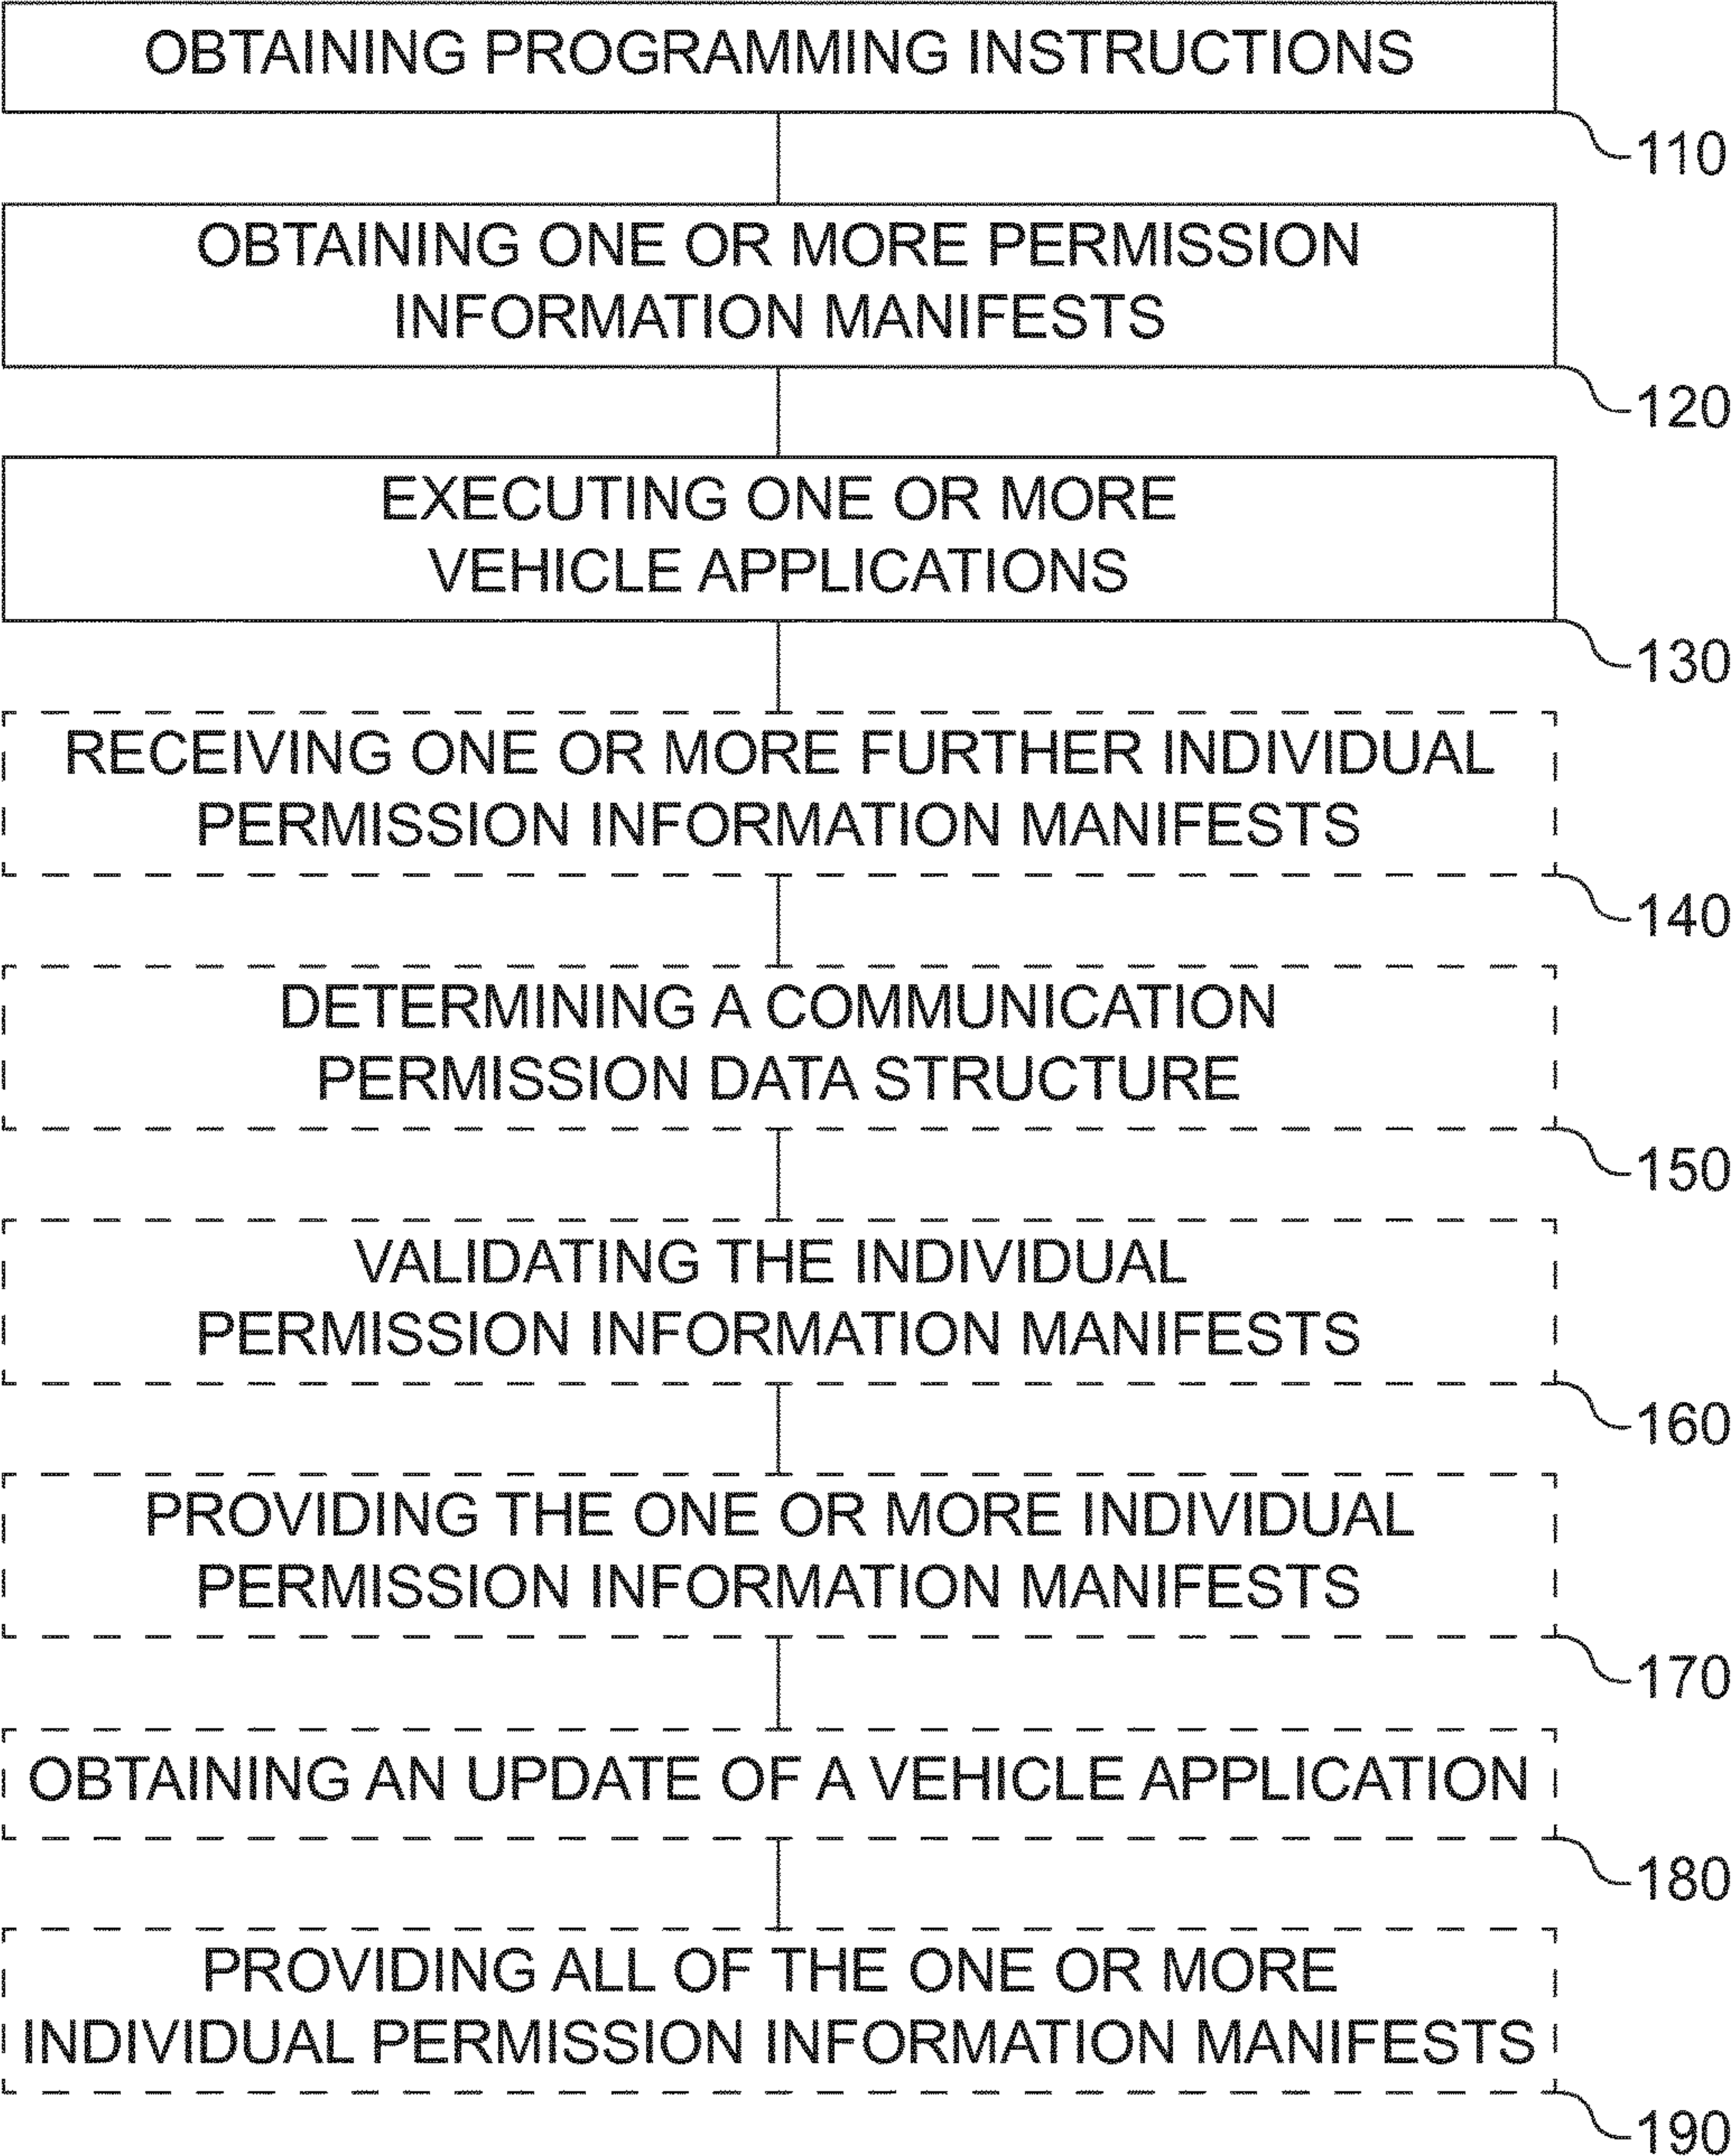 OBTAINING PROGRAMMING INSTRUCTIONS
110
OBTAINING ONE OR MORE PERMISSION
INFORMATION MANIFESTS
120
EXECUTING ONE OR MORE
VEHICLE APPLICATIONS
130
RECEIVING ONE OR MORE FURTHER INDIVIDUAL
PERMISSION INFORMATION MANIFESTS
140
DETERMINING A COMMUNICATION
PERMISSION DATA STRUCTURE
150
VALIDATING THE INDIVIDUAL
PERMISSION INFORMATION MANIFESTS
160
PROVIDING THE ONE OR MORE INDIVIDUAL
PERMISSION INFORMATION MANIFESTS
170
OBTAINING AN UPDATE OF A VEHICLE APPLICATION
180
PROVIDING ALL OF THE ONE OR MORE
INDIVIDUAL PERMISSION INFORMATION MANIFESTS
190